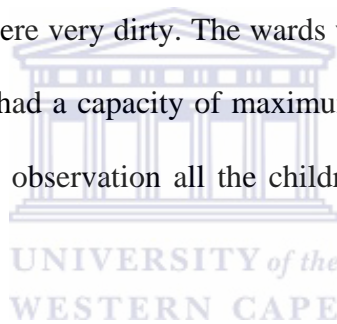 ere very dirty. The wards
had a capacity of maximu
observation all the childr
UNIVERSITY of the
WESTERN CAPE